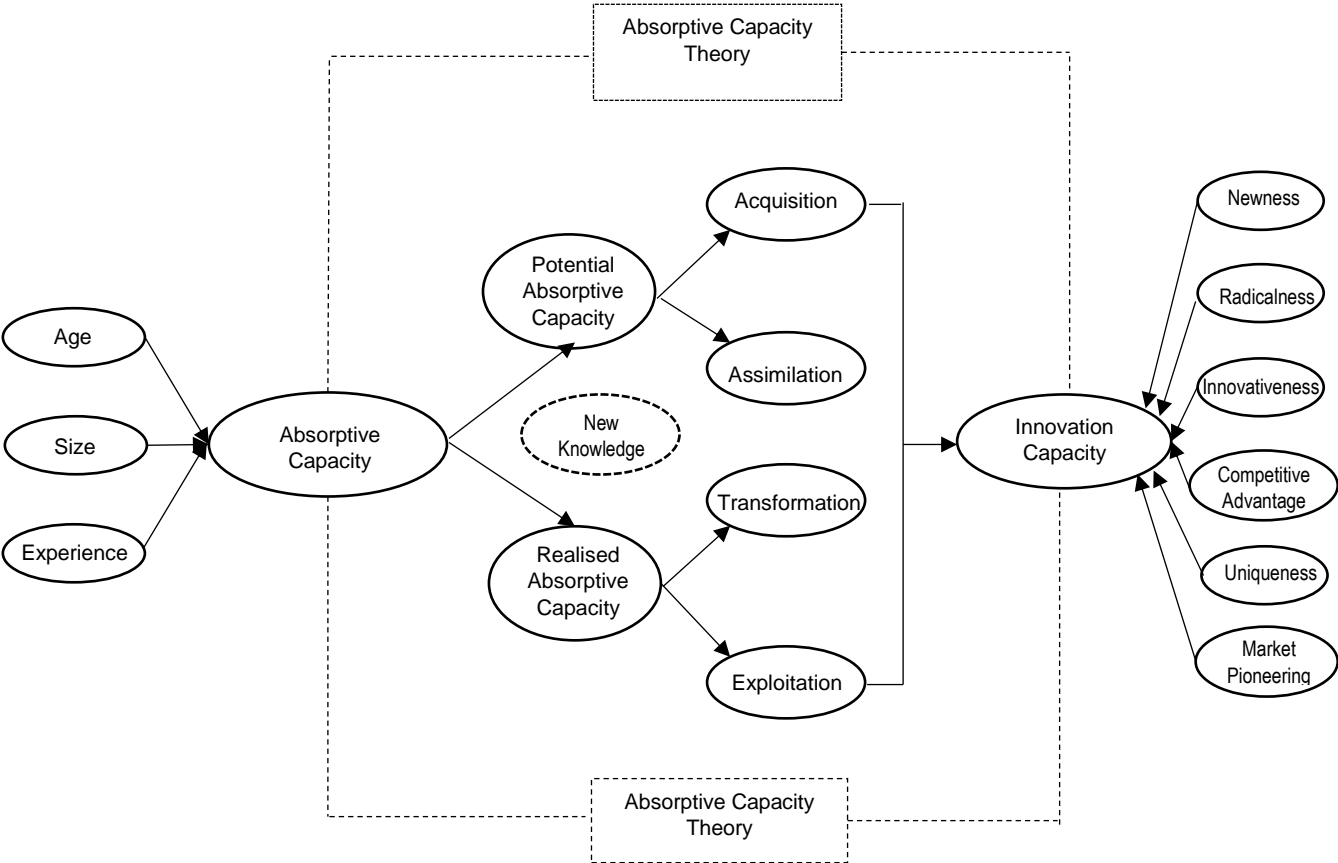 Absorptive Capacity
Theory
Acquisition
Newness
Potential
Absorptive
Capacity
Radicalness
Age
Assimilation
Innovativeness
New
Knowledge
Absorptive
Capacity
Innovation
Capacity
Size
Competitive
Advantage
Transformation
Experience
Realised
Absorptive
Capacity
Uniqueness
Market
Pioneering
Exploitation
Absorptive Capacity
Theory